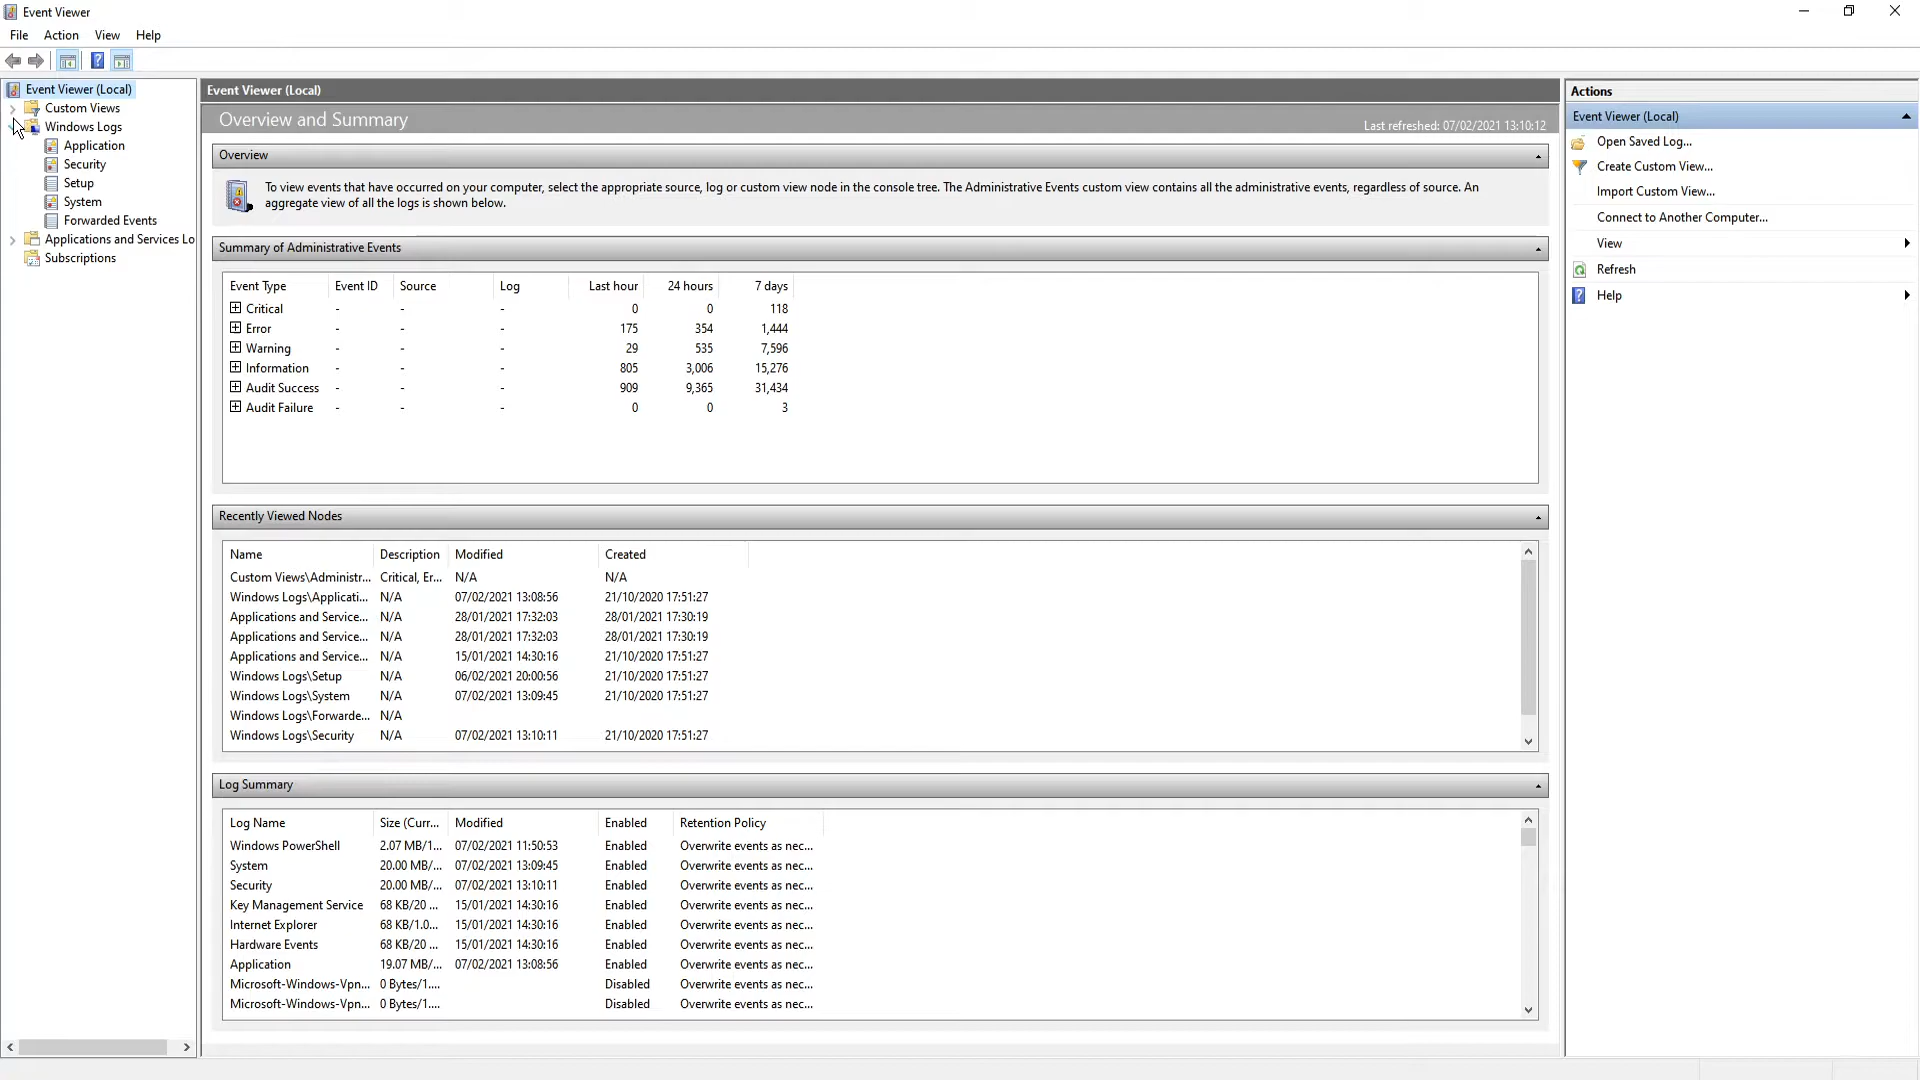 Event Viewer
File Action View Help
Event Viewer (Local)
Custom Views
Windows Logs
Application
Security
Setup
System
Forwarded Events
Applications and Services Lo
Subscriptions
Event Viewer (Local)
Overview and Summary
Last refreshed: 07/02/2021 13:10:12
Overview
To view events that have occurred on your computer, select the appropriate source, log or custom view node in the console tree. The Administrative Events custom view contains all the administrative events, regardless of source. An
aggregate view of all the logs is shown below.
Summary of Administrative Events
Event Type Event ID Source Log Last hour 24 hours 7 days
Critical - - - 0 0 118
Error - - - 175 354 1,444
Warning - - - 29 535 7,596
Information - - - 805 3,006 15,276
Audit Success - - - 909 9,365 31,434
Audit Failure - - - 0 0 3
Recently Viewed Nodes
Name Description Modified Created
Custom Views\Administr... Critical, Er... N/A N/A
Windows Logs\Applicati... N/A 07/02/2021 13:08:56 21/10/2020 17:51:27
Applications and Service... N/A 28/01/2021 17:32:03 28/01/2021 17:30:19
Applications and Service... N/A 28/01/2021 17:32:03 28/01/2021 17:30:19
Applications and Service... N/A 15/01/2021 14:30:16 21/10/2020 17:51:27
Windows Logs\Setup N/A 06/02/2021 20:00:56 21/10/2020 17:51:27
Windows Logs\System N/A 07/02/2021 13:09:45 21/10/2020 17:51:27
Windows Logs\Forwarde... N/A
Windows Logs\Security N/A 07/02/2021 13:10:11 21/10/2020 17:51:27
Log Summary
Log Name Size (Curr... Modified Enabled Retention Policy
Windows PowerShell 2.07 MB/1... 07/02/2021 11:50:53 Enabled Overwrite events as nec...
System 20.00 MB/... 07/02/2021 13:09:45 Enabled Overwrite events as nec...
Security 20.00 MB/... 07/02/2021 13:10:11 Enabled Overwrite events as nec...
Key Management Service 68 KB/20 ... 15/01/2021 14:30:16 Enabled Overwrite events as nec...
Internet Explorer 68 KB/1.0... 15/01/2021 14:30:16 Enabled Overwrite events as nec...
Hardware Events 68 KB/20 ... 15/01/2021 14:30:16 Enabled Overwrite events as nec...
Application 19.07 MB/... 07/02/2021 13:08:56 Enabled Overwrite events as nec...
Microsoft-Windows-Vpn... 0 Bytes/1.... Disabled Overwrite events as nec...
Microsoft-Windows-Vpn... 0 Bytes/1.... Disabled Overwrite events as nec...
Actions
Event Viewer (Local)
Open Saved Log...
Create Custom View...
Import Custom View...
Connect to Another Computer...
View
Refresh
Help